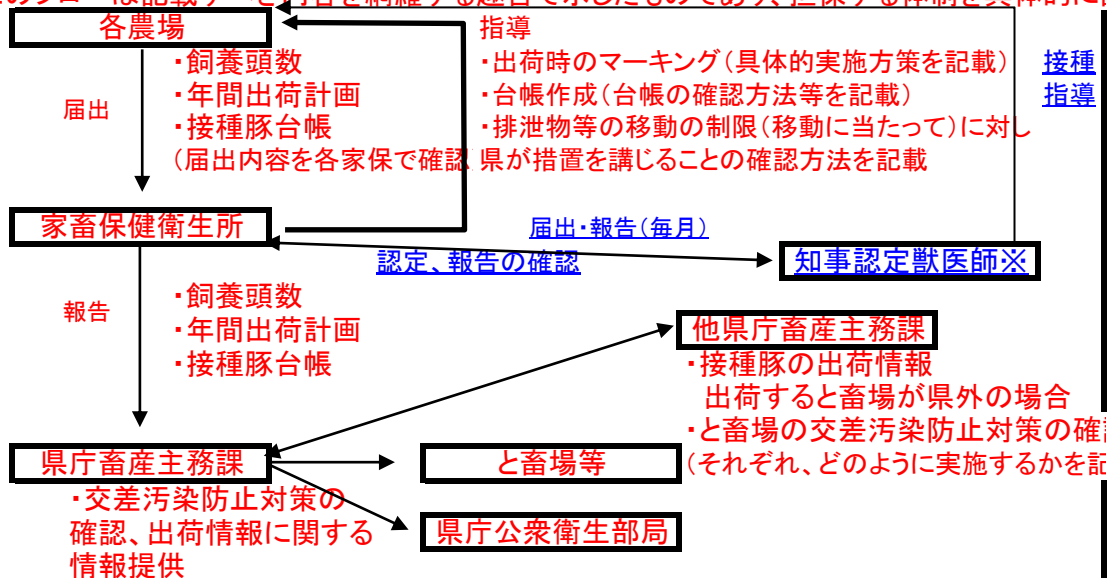 各農場
指導
・飼養頭数
・年間出荷計画
・接種豚台帳
(届出内容を各家保で確認
届出
・出荷時のマーキング(具体的実施方策を記載)
・台帳作成(台帳の確認方法等を記載)
・排泄物等の移動の制限(移動に当たって)に対し
県が措置を講じることの確認方法を記載
接種
指導
家畜保健衛生所
届出・報告(毎月)
認定、報告の確認
知事認定獣医師※
報告
・飼養頭数
・年間出荷計画
・接種豚台帳
他県庁畜産主務課
・接種豚の出荷情報
出荷すると畜場が県外の場合
・と畜場の交差汚染防止対策の確
(それぞれ、どのように実施するかを記
県庁畜産主務課
と畜場等
・交差汚染防止対策の
確認、出荷情報に関する
情報提供
県庁公衆衛生部局